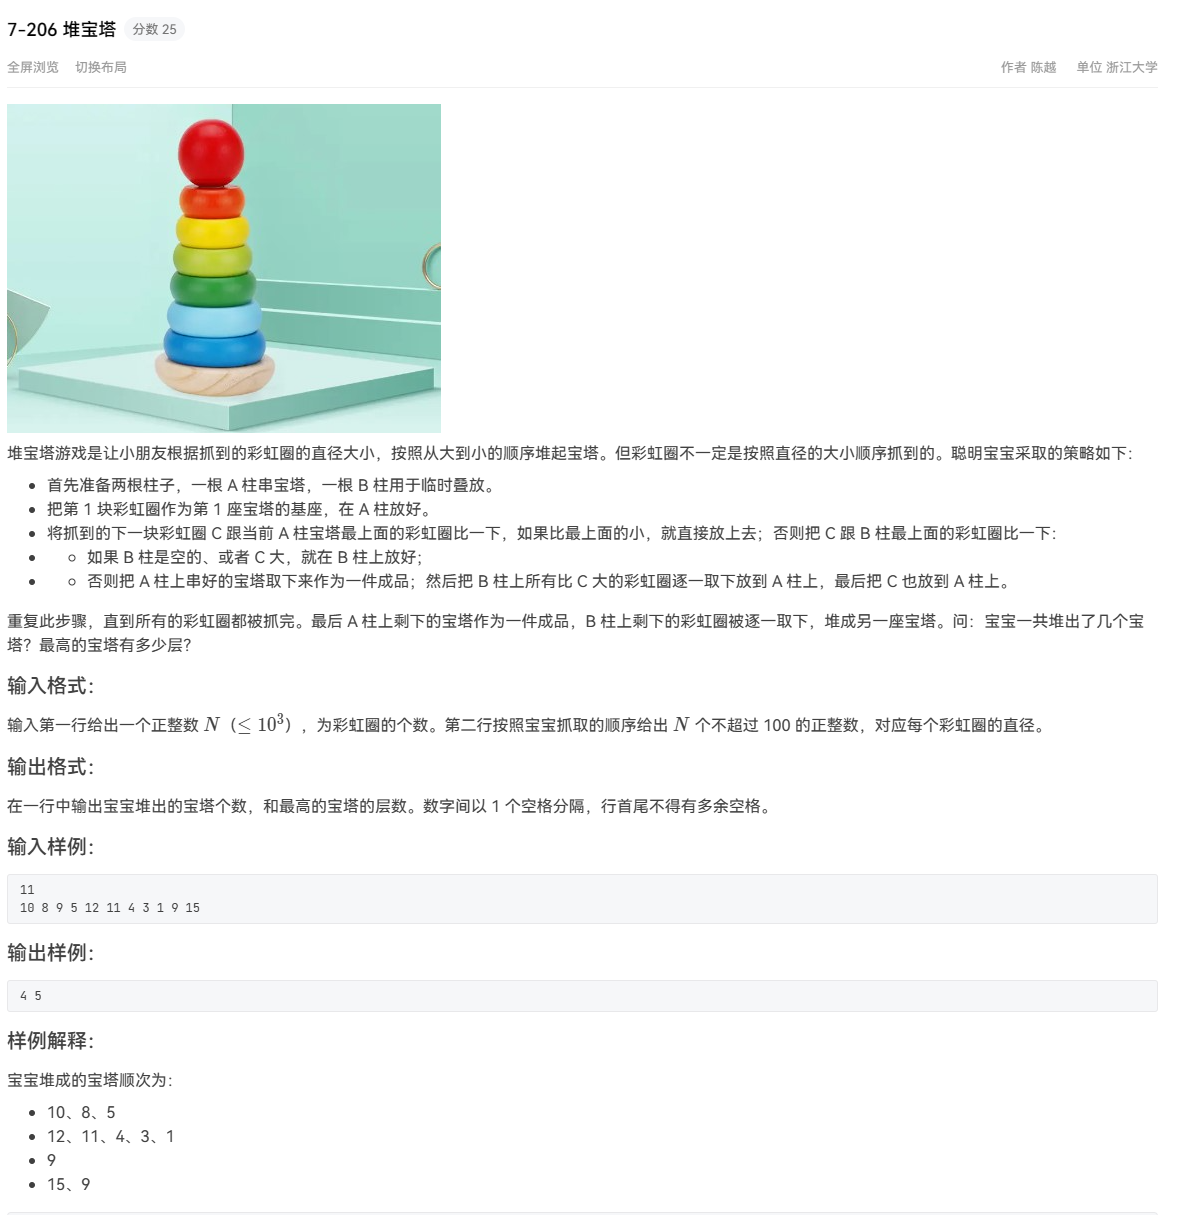 7-206 堆宝塔 分数 25
全屏浏览 切换布局 作者 陈越 单位 浙江大学
堆宝塔游戏是让小朋友根据抓到的彩虹圈的直径大小，按照从大到小的顺序堆起宝塔。但彩虹圈不一定是按照直径的大小顺序抓到的。聪明宝宝采取的策略如下：
• 首先准备两根柱子，一根 A 柱串宝塔，一根 B 柱用于临时叠放。
• 把第 1 块彩虹圈作为第 1 座宝塔的基座，在 A 柱放好。
• 将抓到的下一块彩虹圈 C 跟当前 A 柱宝塔最上面的彩虹圈比一下，如果比最上面的小，就直接放上去；否则把 C 跟 B 柱最上面的彩虹圈比一下：
• ◦ 如果 B 柱是空的、或者 C 大，就在 B 柱上放好；
• ◦ 否则把 A 柱上串好的宝塔取下来作为一件成品；然后把 B 柱上所有比 C 大的彩虹圈逐一取下放到 A 柱上，最后把 C 也放到 A 柱上。
重复此步骤，直到所有的彩虹圈都被抓完。最后 A 柱上剩下的宝塔作为一件成品，B 柱上剩下的彩虹圈被逐一取下，堆成另一座宝塔。问：宝宝一共堆出了几个宝
塔？最高的宝塔有多少层？
输入格式：
输入第一行给出一个正整数 N（≤ 10³），为彩虹圈的个数。第二行按照宝宝抓取的顺序给出 N 个不超过 100 的正整数，对应每个彩虹圈的直径。
输出格式：
在一行中输出宝宝堆出的宝塔个数，和最高的宝塔的层数。数字间以 1 个空格分隔，行首尾不得有多余空格。
输入样例：
11
10 8 9 5 12 11 4 3 1 9 15
输出样例：
4 5
样例解释：
宝宝堆成的宝塔顺次为：
• 10、8、5
• 12、11、4、3、1
• 9
• 15、9